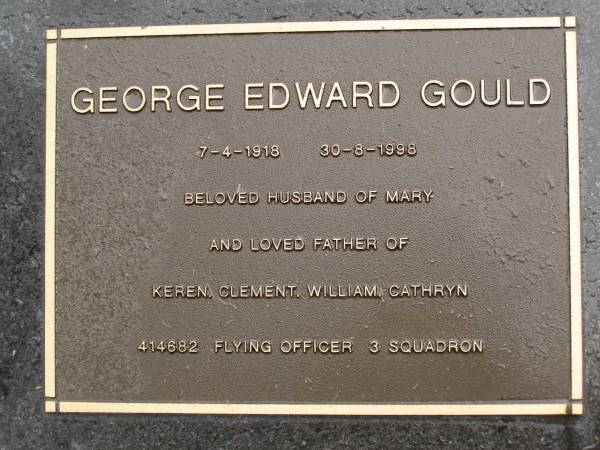 GEORGE EDWARD GOULD
7-4-1918 30-8-1998
BELOVED HUSBAND OF MARY
AND LOVED FATHER OF
KEREN, CLEMENT, WILLIAM, CATHRYN
414682 FLYING OFFICER 3 SQUADRON